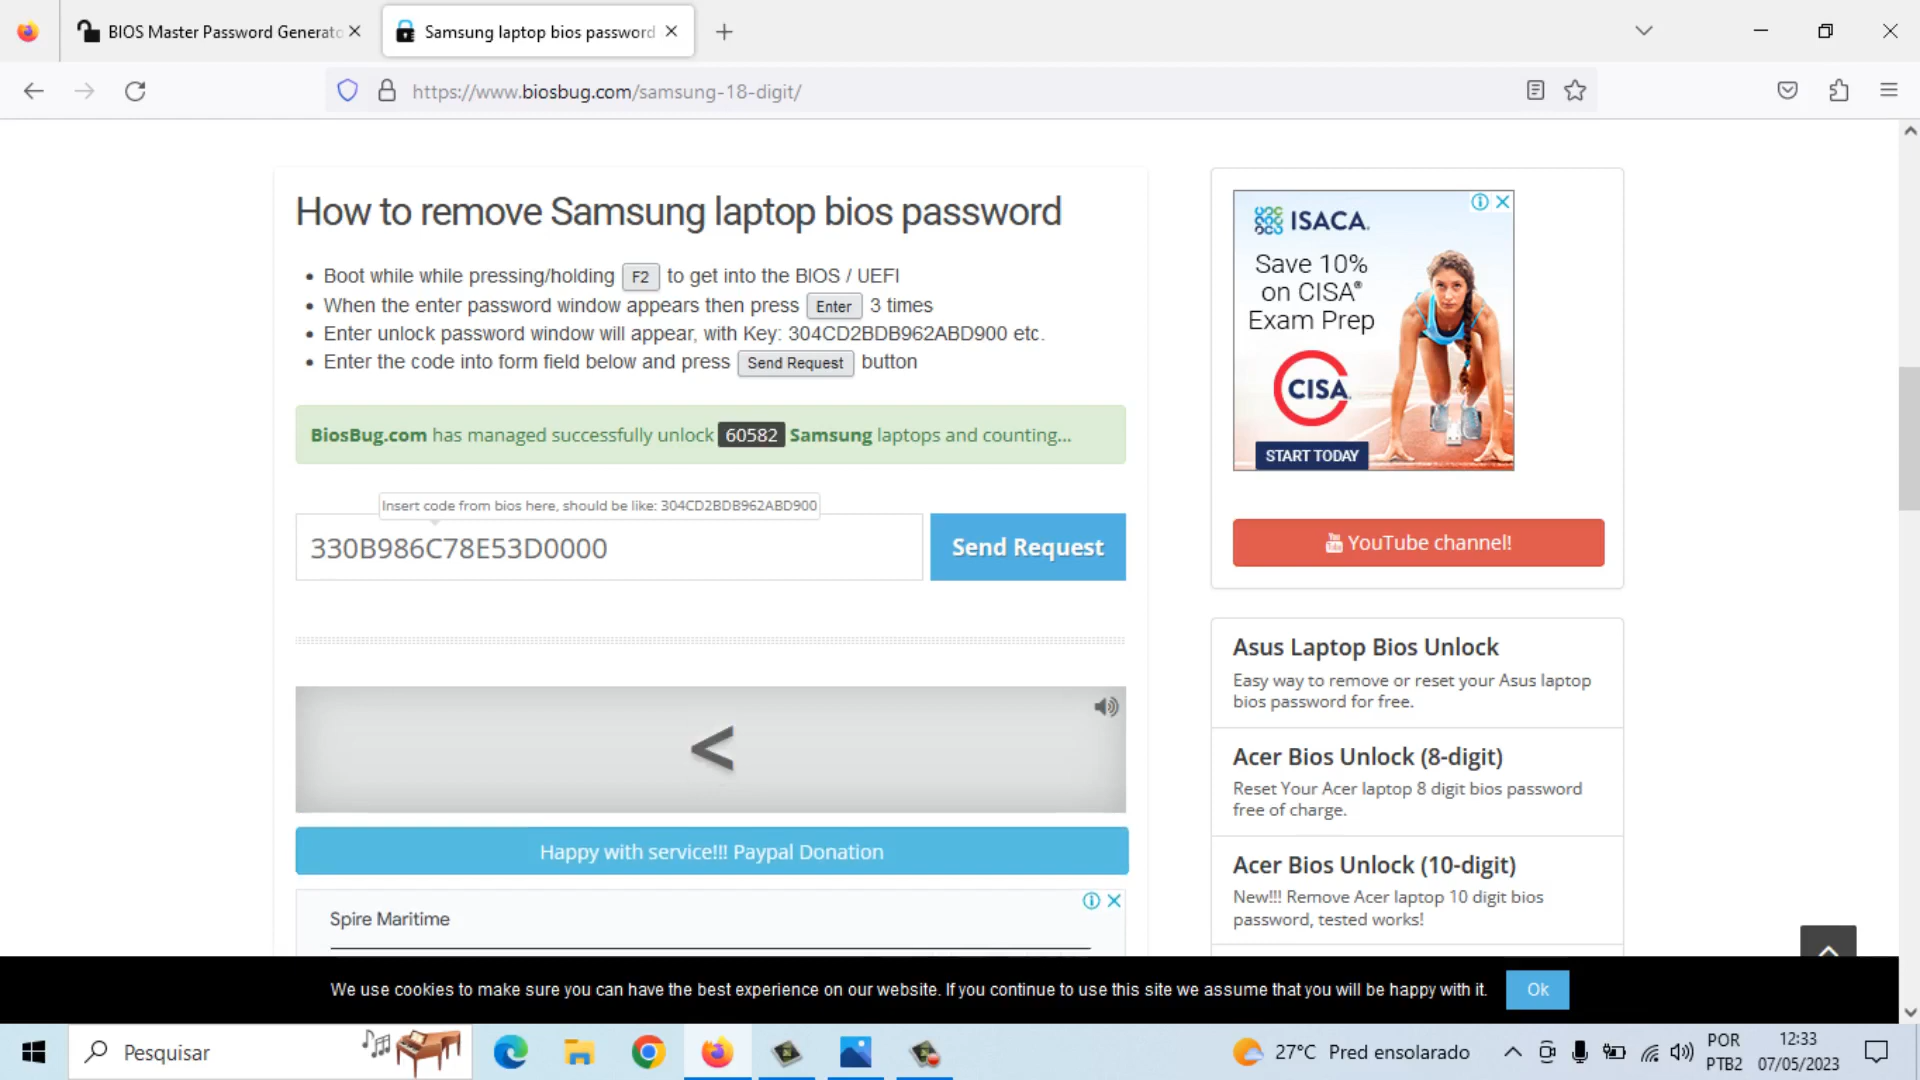 BIOS Master Password Generato
Samsung laptop bios password
https://www.biosbug.com/samsung-18-digit/
How to remove Samsung laptop bios password
Boot while while pressing/holding F2 to get into the BIOS / UEFI
When the enter password window appears then press Enter 3 times
Enter unlock password window will appear, with Key: 304CD2BDB962ABD900 etc.
Enter the code into form field below and press Send Request button
BiosBug.com has managed successfully unlock 60582 Samsung laptops and counting...
Insert code from bios here, should be like: 304CD2BDB962ABD900
330B986C78E53D0000
Send Request
<
Happy with service!!! Paypal Donation
Spire Maritime
ISACA.
Save 10%
on CISA®
Exam Prep
CISA.
START TODAY
YouTube channel!
Asus Laptop Bios Unlock
Easy way to remove or reset your Asus laptop
bios password for free.
Acer Bios Unlock (8-digit)
Reset Your Acer laptop 8 digit bios password
free of charge.
Acer Bios Unlock (10-digit)
New!!! Remove Acer laptop 10 digit bios
password, tested works!
We use cookies to make sure you can have the best experience on our website. If you continue to use this site we assume that you will be happy with it.
Ok
Pesquisar
27°C Pred ensolarado
POR
PTB2
12:33
07/05/2023